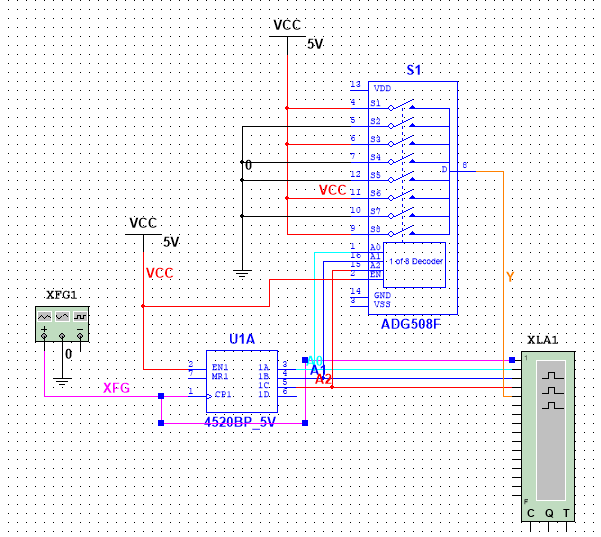 VCC
5V
S1
13 VDD
4 S1
5 S2
6 S3
7 S4
D 8
12 S5
VCC 11 S6
10 S7
9 S8
0
1 A0
16 A1
15 A2
2 EN
1 of 8 Decoder
14 GND
3 VSS
ADG508F
VCC
5V
VCC
Y
XFG1
+ −
0
XFG
U1A
2 EN1 1A 3
7 MR1 1B 4
1C 5
1 CP1 1D 6
4520BP_5V
A0
A1
A2
XLA1
1
F
C Q T